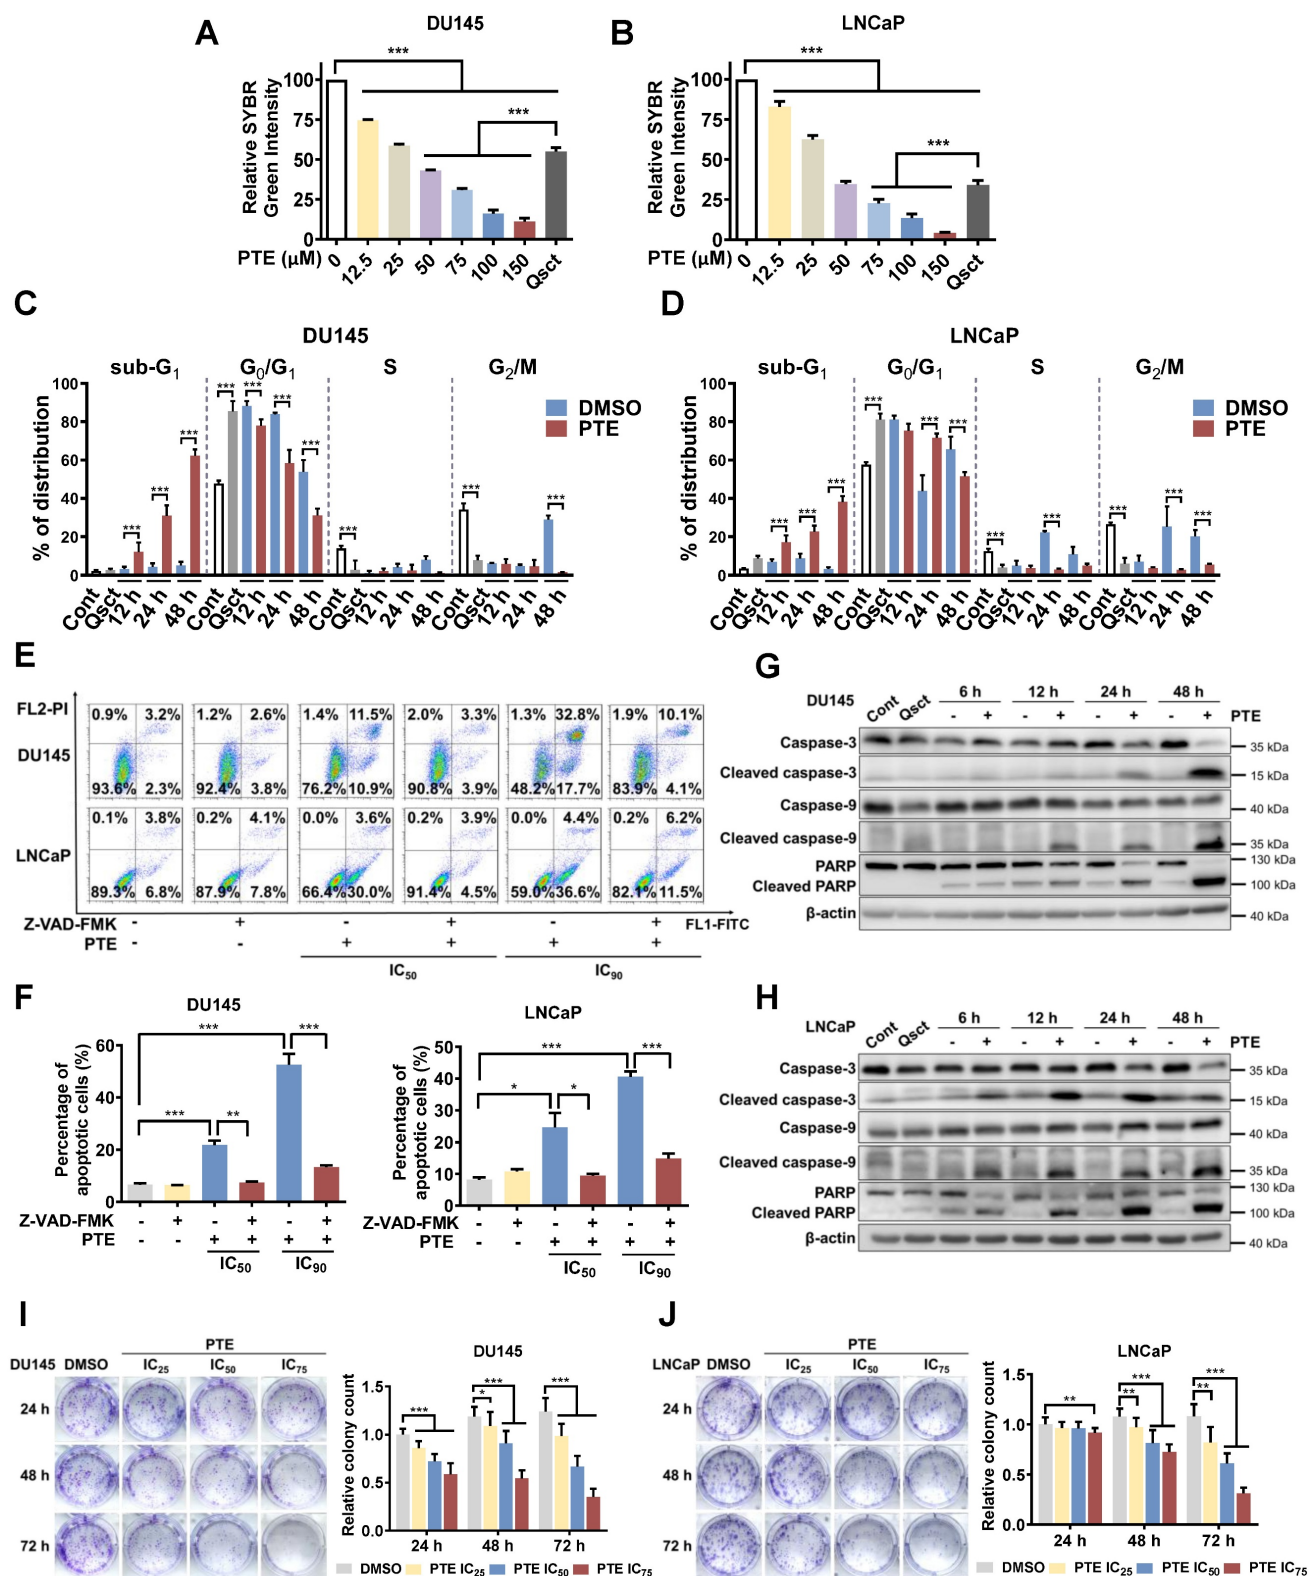 A
DU145
Relative SYBR
Green Intensity
100
75
50
25
0
***
***
PTE (μM)
0
12.5
25
50
75
100
150
Qsct
B
LNCaP
Relative SYBR
Green Intensity
100
75
50
25
0
***
***
PTE (μM)
0
12.5
25
50
75
100
150
Qsct
C
DU145
sub-G1
G0/G1
S
G2/M
% of distribution
100
80
60
40
20
0
*** *** *** *** *** *** *** *** *** ***
DMSO
PTE
Cont Qsct 12 h 24 h 48 h Cont Qsct 12 h 24 h 48 h Cont Qsct 12 h 24 h 48 h Cont Qsct 12 h 24 h 48 h
D
LNCaP
sub-G1
G0/G1
S
G2/M
% of distribution
100
80
60
40
20
0
*** *** *** *** *** *** *** *** *** *** ***
DMSO
PTE
Cont Qsct 12 h 24 h 48 h Cont Qsct 12 h 24 h 48 h Cont Qsct 12 h 24 h 48 h Cont Qsct 12 h 24 h 48 h
E
FL2-PI
0.9% 3.2% 1.2% 2.6% 1.4% 11.5% 2.0% 3.3% 1.3% 32.8% 1.9% 10.1%
DU145
93.6% 2.3% 92.4% 3.8% 76.2% 10.9% 90.8% 3.9% 48.2% 17.7% 83.9% 4.1%
0.1% 3.8% 0.2% 4.1% 0.0% 3.6% 0.2% 3.9% 0.0% 4.4% 0.2% 6.2%
LNCaP
89.3% 6.8% 87.9% 7.8% 66.4% 30.0% 91.4% 4.5% 59.0% 36.6% 82.1% 11.5%
Z-VAD-FMK - + - + - + FL1-FITC
PTE - - + + + +
IC50 IC90
F
DU145
Percentage of
apoptotic cells (%)
60
40
20
0
*** *** *** **
Z-VAD-FMK - + - + - +
PTE - - + + + +
IC50 IC90
LNCaP
Percentage of
apoptotic cells (%)
50
40
30
20
10
0
*** *** * *
Z-VAD-FMK - + - + - +
PTE - - + + + +
IC50 IC90
G
DU145 Cont Qsct 6 h 12 h 24 h 48 h
- + - + - + - + PTE
Caspase-3 35 kDa
Cleaved caspase-3 15 kDa
Caspase-9 40 kDa
Cleaved caspase-9 35 kDa
PARP 130 kDa
Cleaved PARP 100 kDa
β-actin 40 kDa
H
LNCaP Cont Qsct 6 h 12 h 24 h 48 h
- + - + - + - + PTE
Caspase-3 35 kDa
Cleaved caspase-3 15 kDa
Caspase-9 40 kDa
Cleaved caspase-9 35 kDa
PARP 130 kDa
Cleaved PARP 100 kDa
β-actin 40 kDa
I
PTE
DU145 DMSO IC25 IC50 IC75
24 h
48 h
72 h
DU145
Relative colony count
1.5
1.0
0.5
0.0
*** *** * ***
24 h 48 h 72 h
DMSO PTE IC25 PTE IC50 PTE IC75
J
PTE
LNCaP DMSO IC25 IC50 IC75
24 h
48 h
72 h
LNCaP
Relative colony count
1.5
1.0
0.5
0.0
** *** ** *** **
24 h 48 h 72 h
DMSO PTE IC25 PTE IC50 PTE IC75